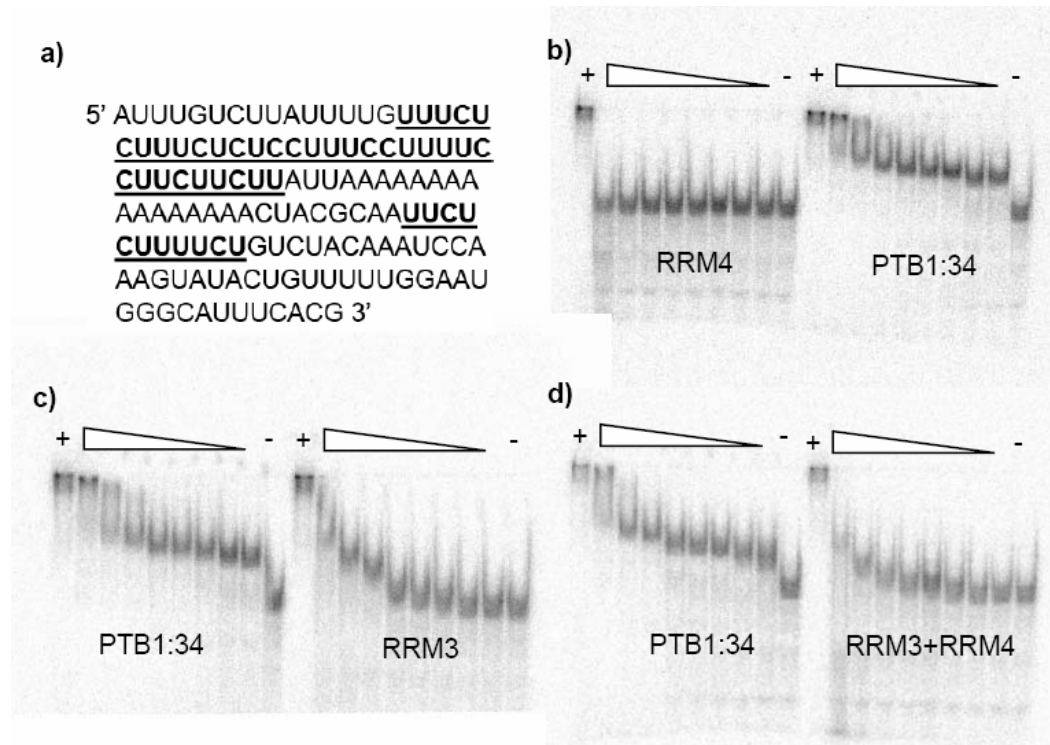 a)
5' AUUUGUCUUAUUUUGUUUCU
CUUUCUCUCCUUUCCUUUUC
CUUCUUCUUAUUAAAAAAAA
AAAAAAAACUACGCAAUUCU
CUUUUCUGUCUACAAAUCCA
AAGUAUACUGUUUUUGGAAU
GGGCAUUUCACG 3'
b)
+ - + -
RRM4 PTB1:34
c)
+ - + -
PTB1:34 RRM3
d)
+ - + -
PTB1:34 RRM3+RRM4